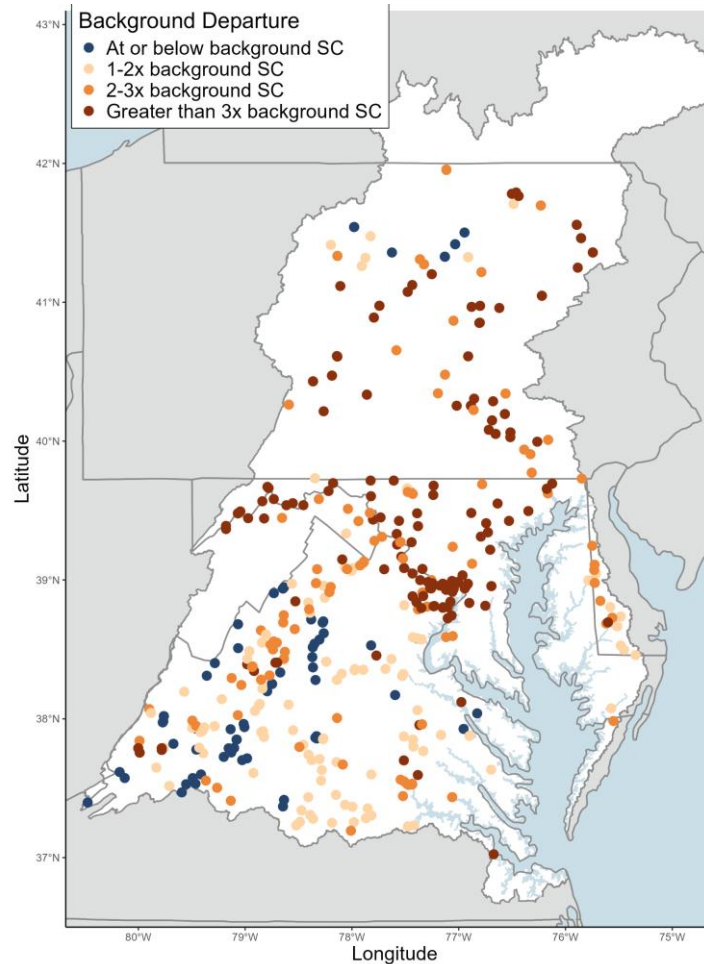 Background Departure
At or below background SC
1-2x background SC
2-3x background SC
Greater than 3x background SC
43°N
42°N
41°N
40°N
39°N
38°N
37°N
Latitude
80°W 79°W 78°W 77°W 76°W 75°W
Longitude